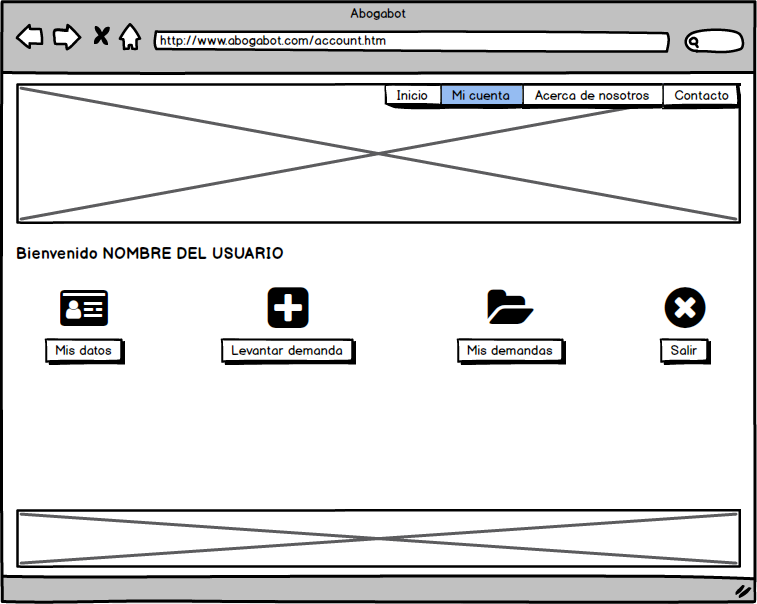 Abogabot
http://www.abogabot.com/account.htm
Inicio Mi cuenta Acerca de nosotros Contacto
Bienvenido NOMBRE DEL USUARIO
Mis datos Levantar demanda Mis demandas Salir